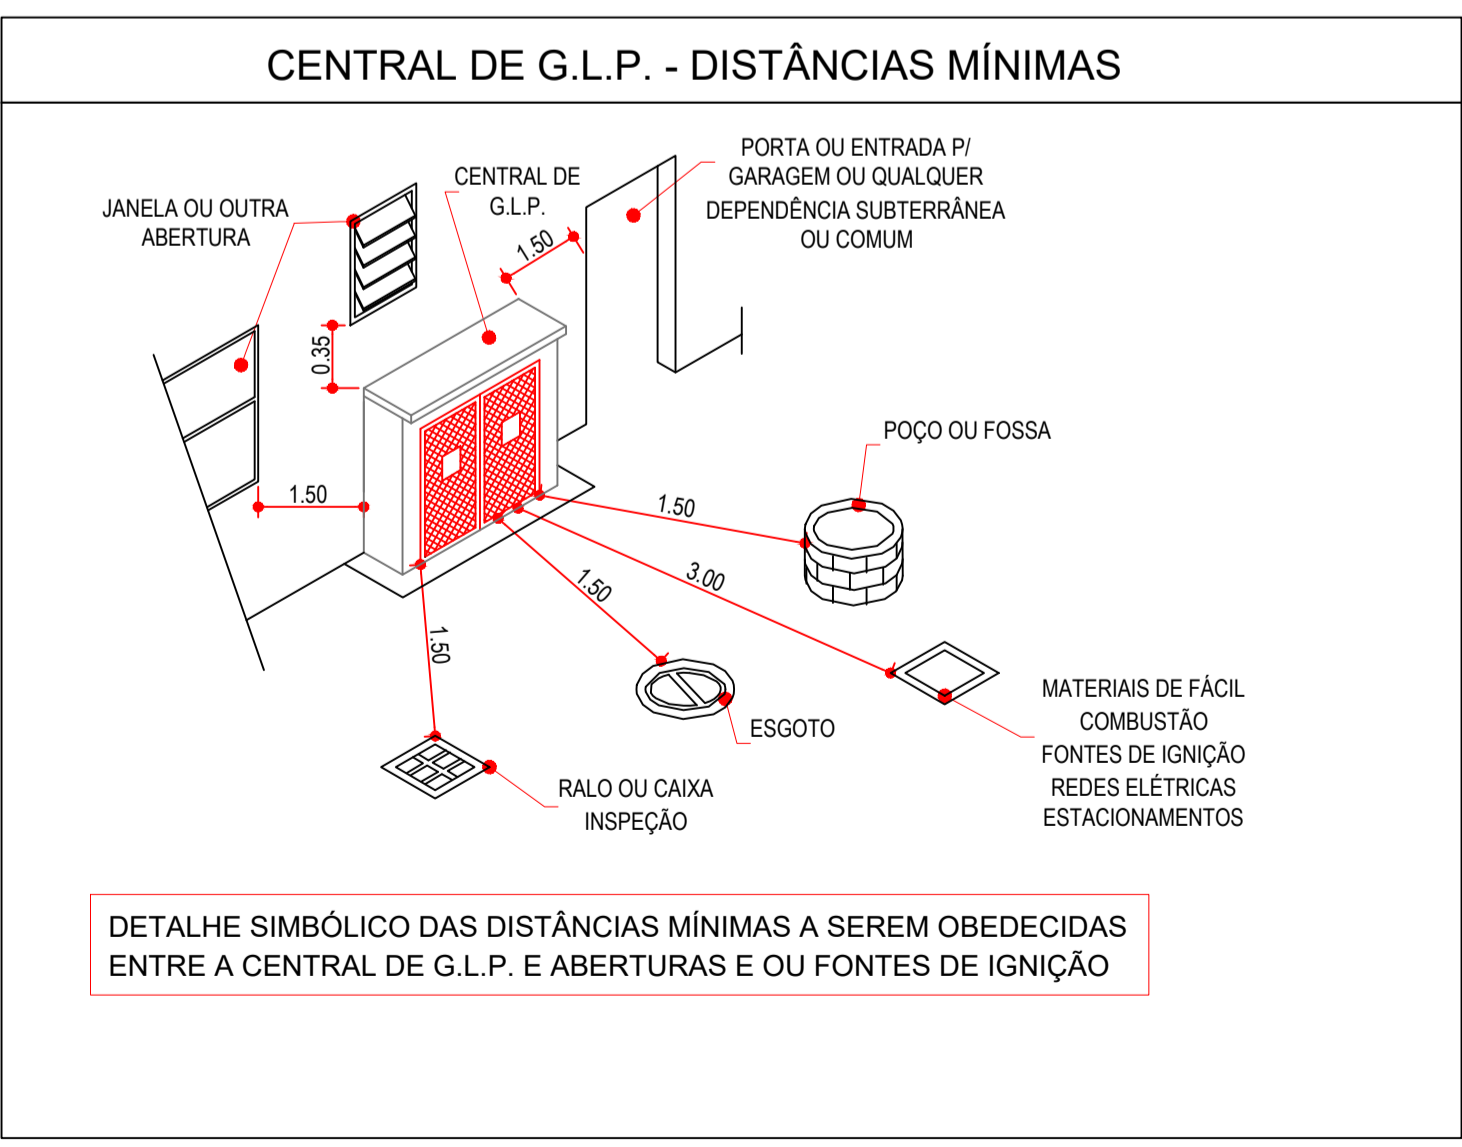 CENTRAL DE G.L.P. - DISTÂNCIAS MÍNIMAS
PORTA OU ENTRADA P/
GARAGEM OU QUALQUER
DEPENDÊNCIA SUBTERRÂNEA
OU COMUM
CENTRAL DE
G.L.P.
JANELA OU OUTRA
ABERTURA
1.50
0.35
1.50
POÇO OU FOSSA
1.50
3.00
1.50
1.50
MATERIAIS DE FÁCIL
COMBUSTÃO
FONTES DE IGNIÇÃO
REDES ELÉTRICAS
ESTACIONAMENTOS
ESGOTO
RALO OU CAIXA
INSPEÇÃO
DETALHE SIMBÓLICO DAS DISTÂNCIAS MÍNIMAS A SEREM OBEDECIDAS
ENTRE A CENTRAL DE G.L.P. E ABERTURAS E OU FONTES DE IGNIÇÃO